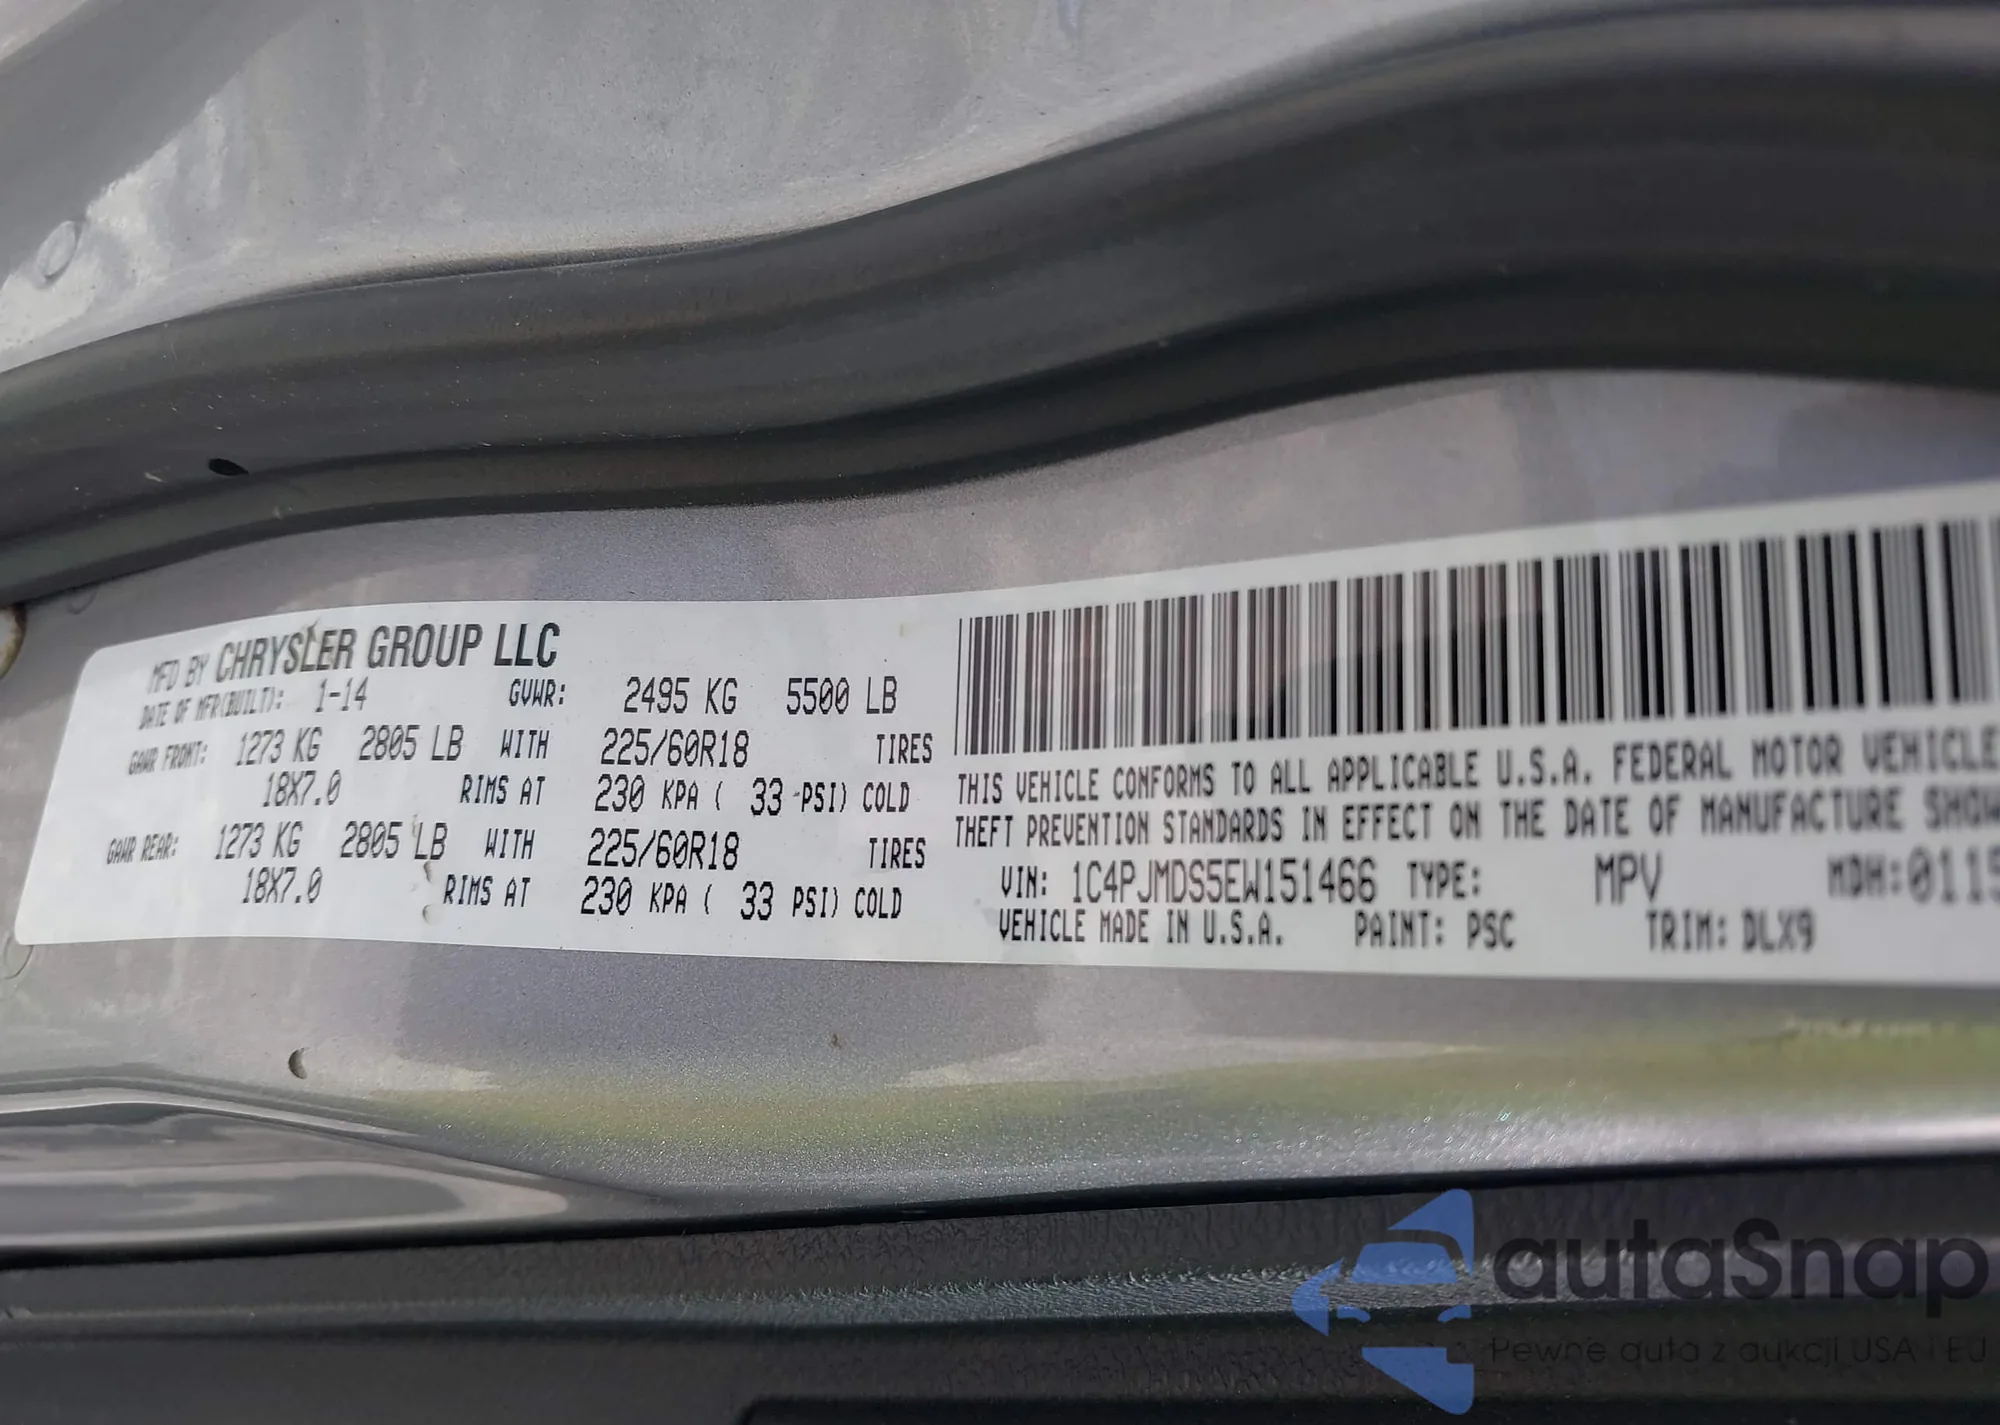 MFD BY CHRYSLER GROUP LLC
DATE OF MFR(BUILT): 1-14 GVWR: 2495 KG 5500 LB
GAWR FRONT: 1273 KG 2805 LB WITH 225/60R18 TIRES
18X7.0 RIMS AT 230 KPA ( 33 PSI) COLD
GAWR REAR: 1273 KG 2805 LB WITH 225/60R18 TIRES
18X7.0 RIMS AT 230 KPA ( 33 PSI) COLD
THIS VEHICLE CONFORMS TO ALL APPLICABLE U.S.A. FEDERAL MOTOR VEHICLE
THEFT PREVENTION STANDARDS IN EFFECT ON THE DATE OF MANUFACTURE SHOW
VIN: 1C4PJMDS5EW151466 TYPE: MPV MDH:0115
VEHICLE MADE IN U.S.A. PAINT: PSC TRIM: DLX9
autaSnap
Pewne auta z aukcji USA i EU